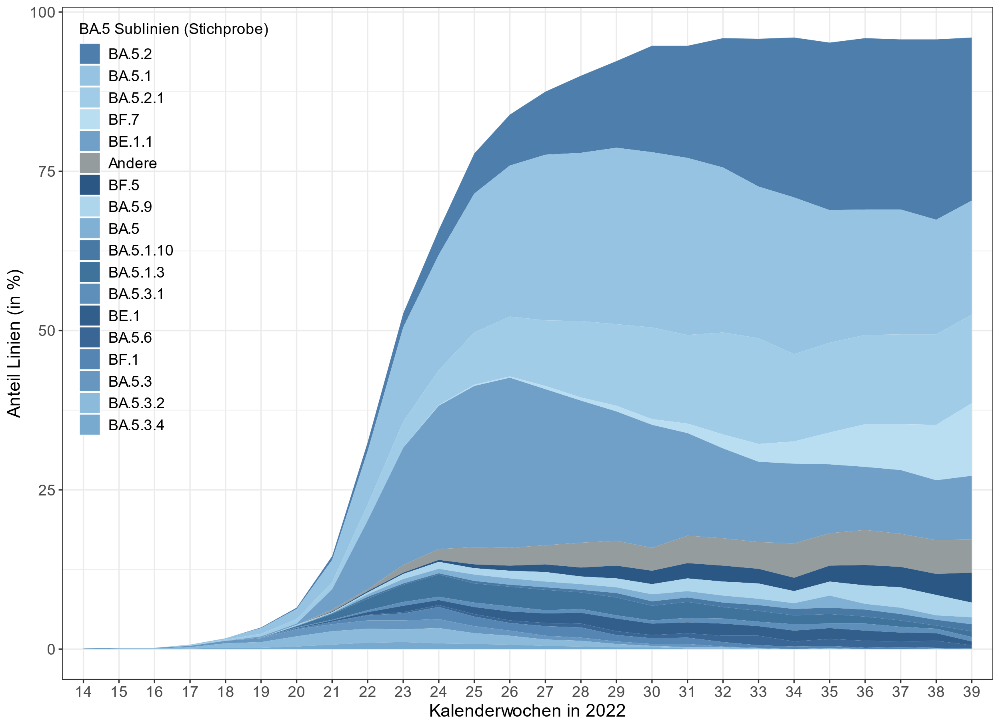 BA.5 Sublinien (Stichprobe)
BA.5.2
BA.5.1
BA.5.2.1
BF.7
BE.1.1
Andere
BF.5
BA.5.9
BA.5
BA.5.1.10
BA.5.1.3
BA.5.3.1
BE.1
BA.5.6
BF.1
BA.5.3
BA.5.3.2
BA.5.3.4
Anteil Linien (in %)
100
75
50
25
0
14 15 16 17 18 19 20 21 22 23 24 25 26 27 28 29 30 31 32 33 34 35 36 37 38 39
Kalenderwochen in 2022